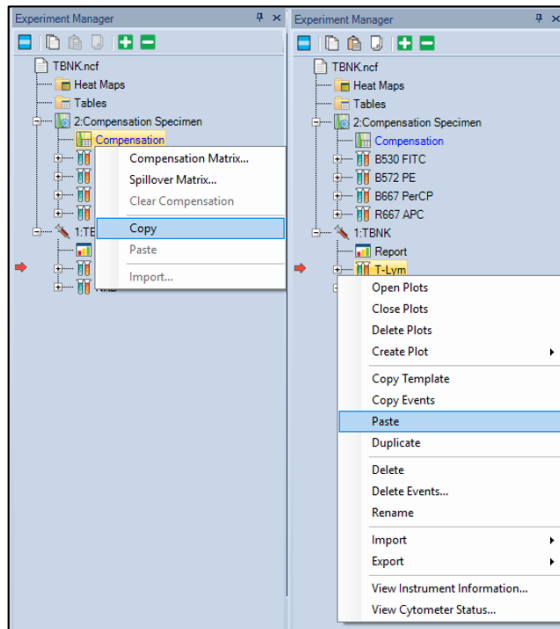 Experiment Manager
TBNK.ncf
Heat Maps
Tables
2:Compensation Specimen
Compensation
Compensation Matrix...
Spillover Matrix...
Clear Compensation
Copy
Paste
Import...
Experiment Manager
TBNK.ncf
Heat Maps
Tables
2:Compensation Specimen
Compensation
B530 FITC
B572 PE
B667 PerCP
R667 APC
1:TBNK
Report
T-Lym
Open Plots
Close Plots
Delete Plots
Create Plot
Copy Template
Copy Events
Paste
Duplicate
Delete
Delete Events...
Rename
Import
Export
View Instrument Information...
View Cytometer Status...